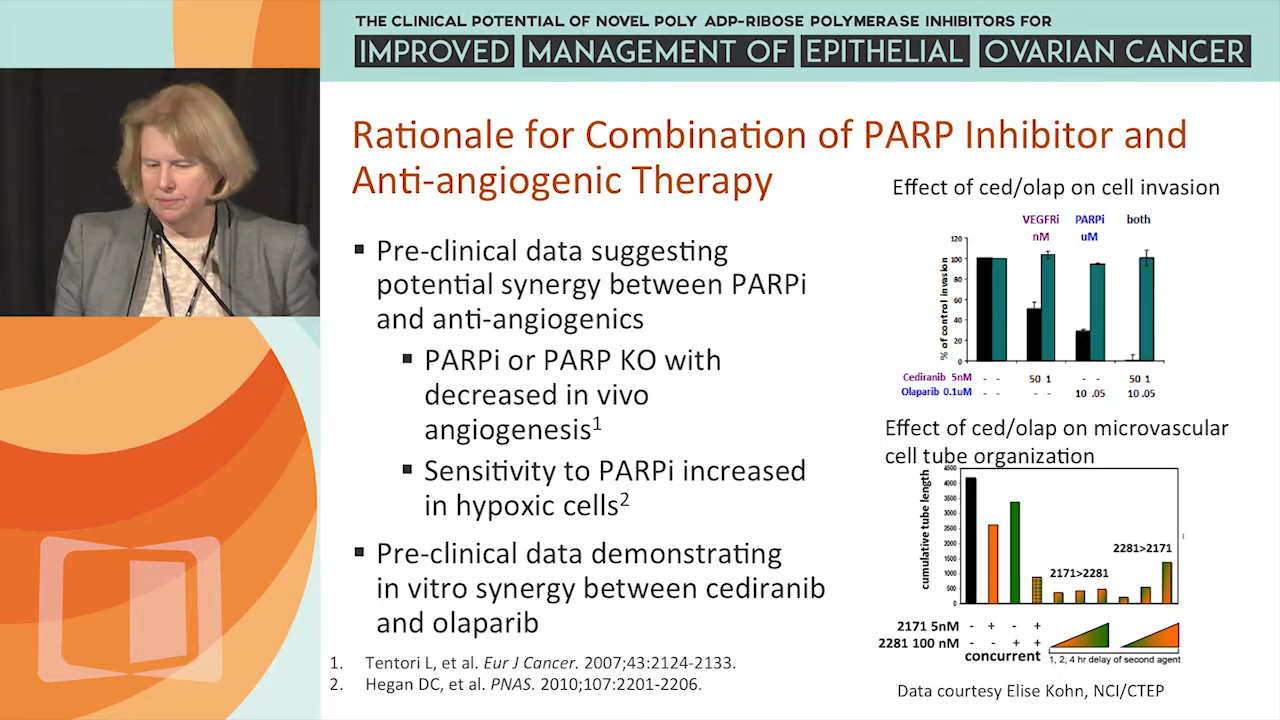 THE CLINICAL POTENTIAL OF NOVEL POLY ADP-RIBOSE POLYMERASE INHIBITORS FOR
IMPROVED MANAGEMENT OF EPITHELIAL OVARIAN CANCER
Rationale for Combination of PARP Inhibitor and
Anti-angiogenic Therapy
▪ Pre-clinical data suggesting
potential synergy between PARPi
and anti-angiogenics
▪ PARPi or PARP KO with
decreased in vivo
angiogenesis1
▪ Sensitivity to PARPi increased
in hypoxic cells2
▪ Pre-clinical data demonstrating
in vitro synergy between cediranib
and olaparib
1. Tentori L, et al. Eur J Cancer. 2007;43:2124-2133.
2. Hegan DC, et al. PNAS. 2010;107:2201-2206.
Effect of ced/olap on cell invasion
VEGFRi PARPi both
nM uM
% of control invasion
120
100
80
60
40
20
0
Cediranib 5nM - - 50 1 - - 50 1
Olaparib 0.1uM - - - - 10 .05 10 .05
Effect of ced/olap on microvascular
cell tube organization
cumulative tube length
4500
4000
3500
3000
2500
2000
1500
1000
500
0
2281>2171
2171>2281
2171 5nM - + - +
2281 100 nM - - + +
concurrent
1, 2, 4 hr delay of second agent
Data courtesy Elise Kohn, NCI/CTEP